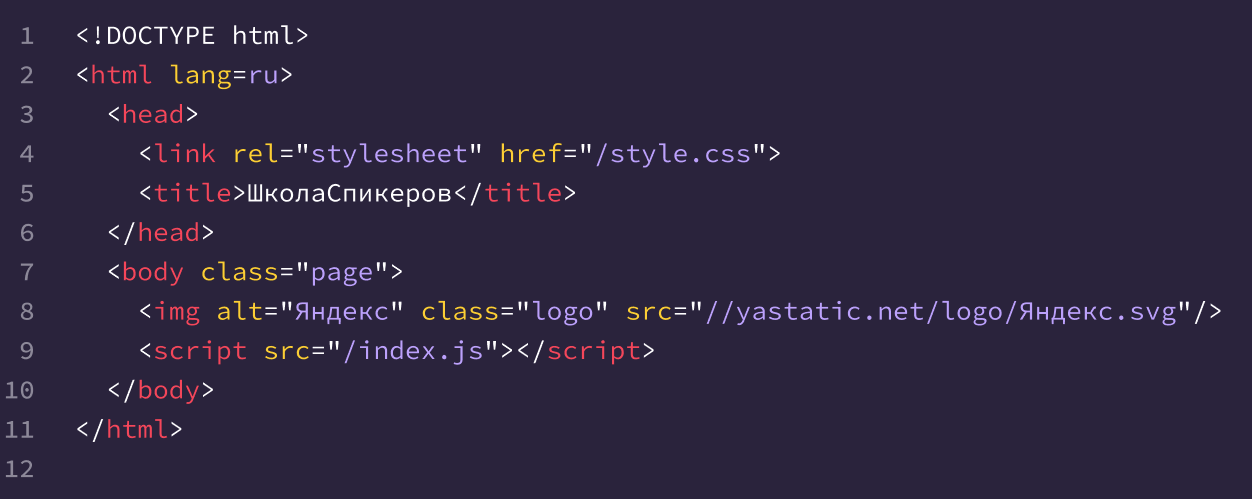 1 <!DOCTYPE html>
2 <html lang=ru>
3 <head>
4 <link rel="stylesheet" href="/style.css">
5 <title>ШколаСпикеров</title>
6 </head>
7 <body class="page">
8 <img alt="Яндекс" class="logo" src="//yastatic.net/logo/Яндекс.svg"/>
9 <script src="/index.js"></script>
10 </body>
11 </html>
12